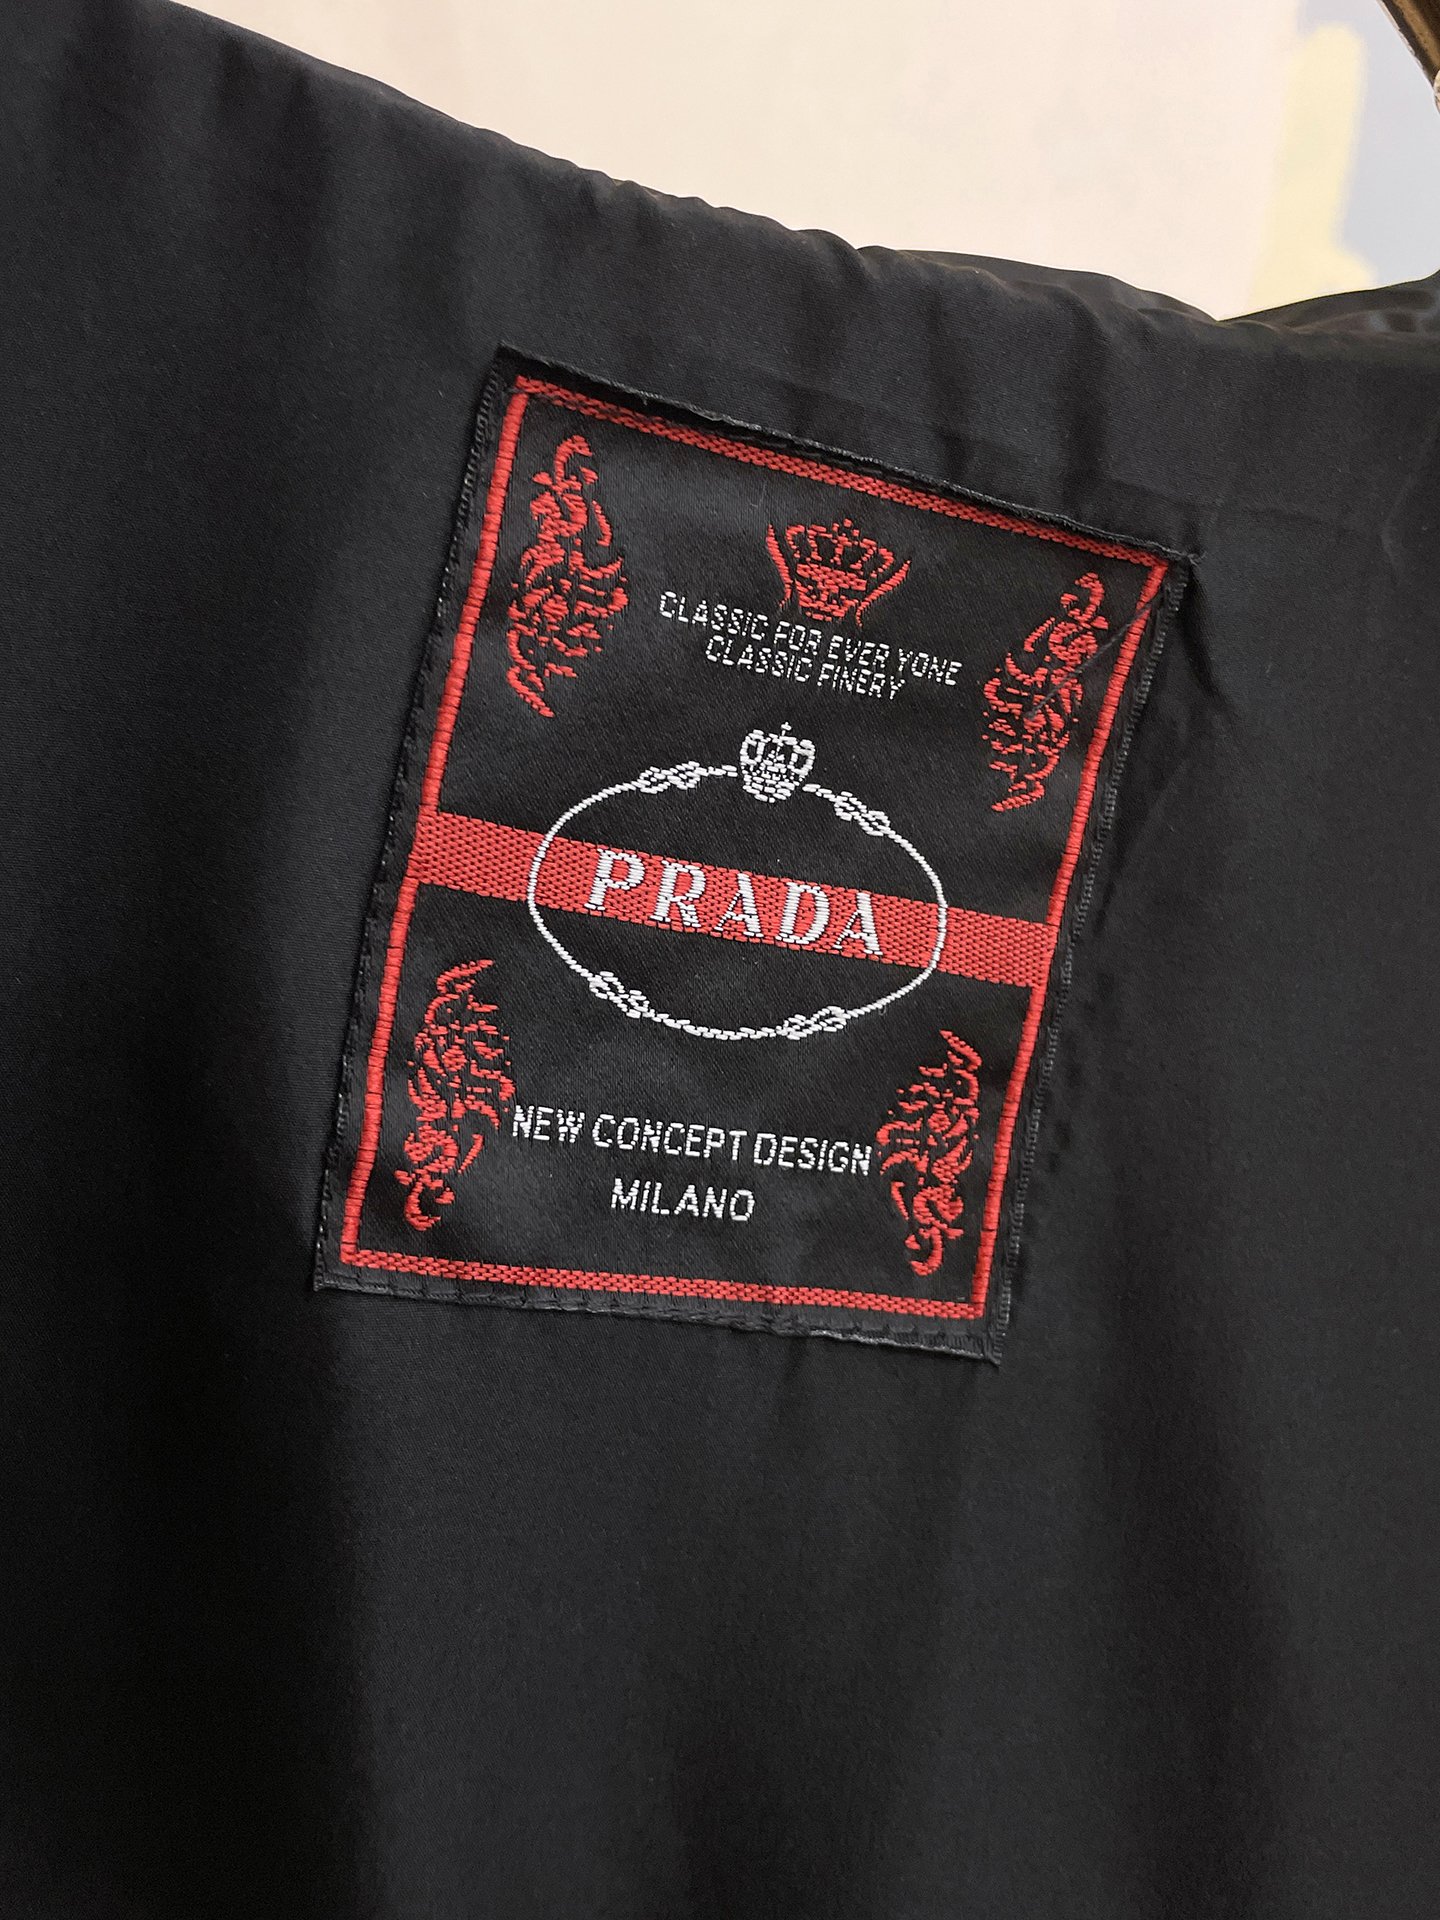 CLASSIC FOR EVER YONE
CLASSIC FINERY
PRADA
NEW CONCEPT DESIGN
MILANO